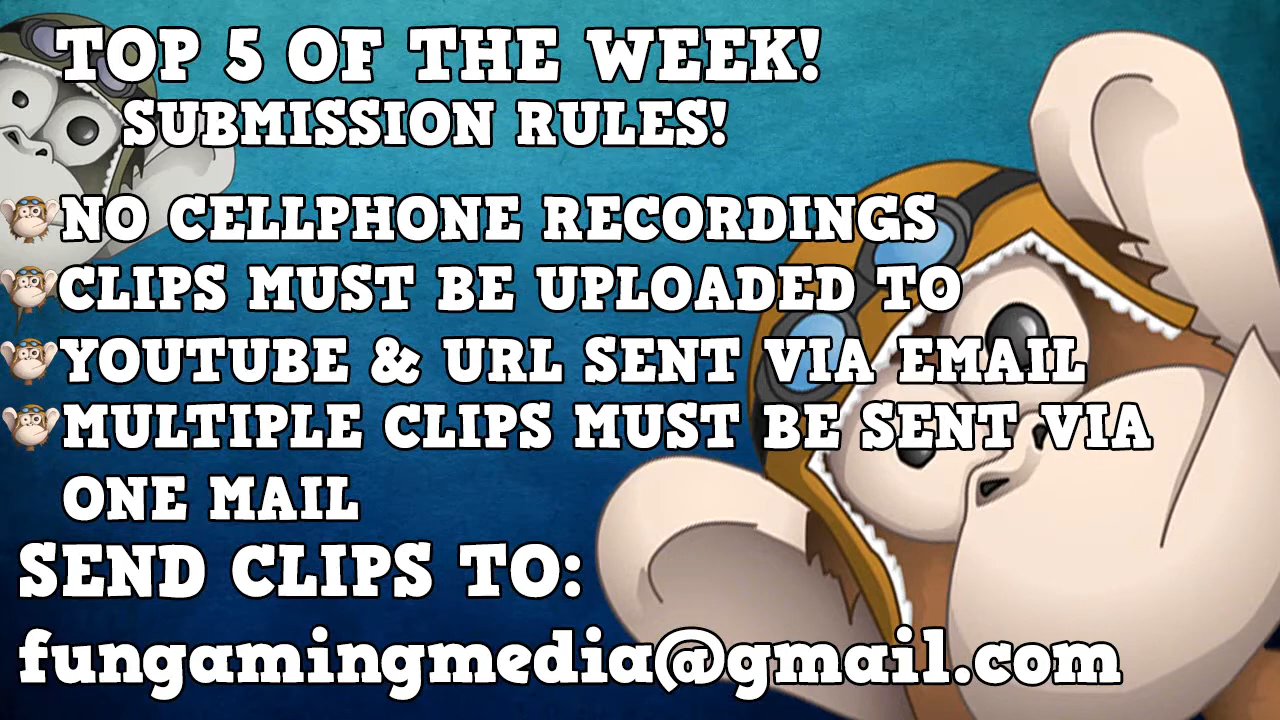 TOP 5 OF THE WEEK!
SUBMISSION RULES!
NO CELLPHONE RECORDINGS
CLIPS MUST BE UPLOADED TO
YOUTUBE & URL SENT VIA EMAIL
MULTIPLE CLIPS MUST BE SENT VIA
ONE MAIL
SEND CLIPS TO:
fungamingmedia@gmail.com